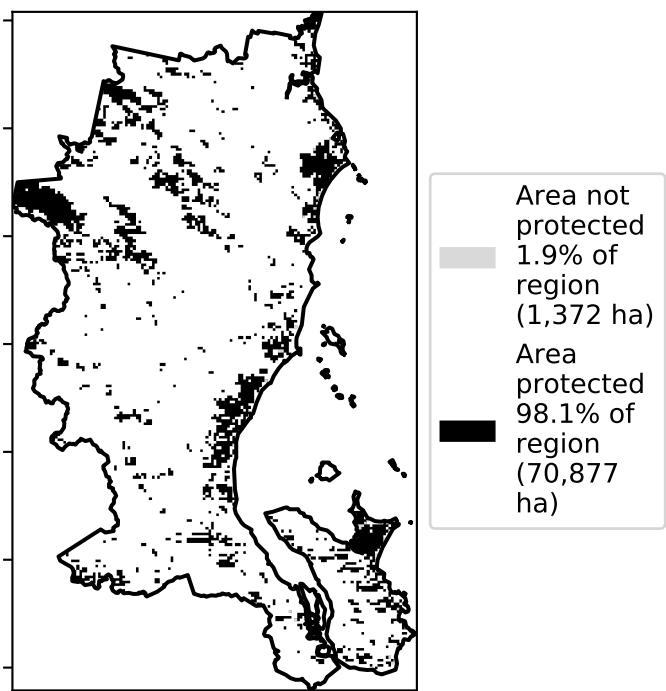 Area not
protected
1.9% of
region
(1,372 ha)
Area
protected
98.1% of
region
(70,877
ha)